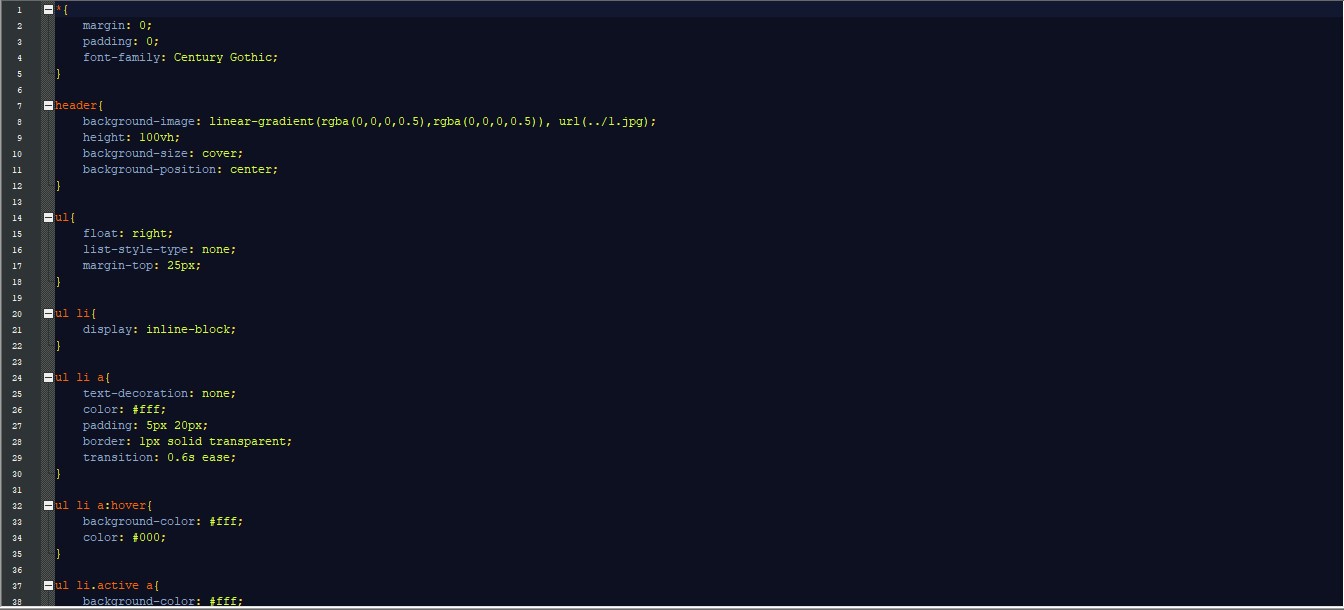 1 *{
2 margin: 0;
3 padding: 0;
4 font-family: Century Gothic;
5 }
6
7 header{
8 background-image: linear-gradient(rgba(0,0,0,0.5),rgba(0,0,0,0.5)), url(../1.jpg);
9 height: 100vh;
10 background-size: cover;
11 background-position: center;
12 }
13
14 ul{
15 float: right;
16 list-style-type: none;
17 margin-top: 25px;
18 }
19
20 ul li{
21 display: inline-block;
22 }
23
24 ul li a{
25 text-decoration: none;
26 color: #fff;
27 padding: 5px 20px;
28 border: 1px solid transparent;
29 transition: 0.6s ease;
30 }
31
32 ul li a:hover{
33 background-color: #fff;
34 color: #000;
35 }
36
37 ul li.active a{
38 background-color: #fff;